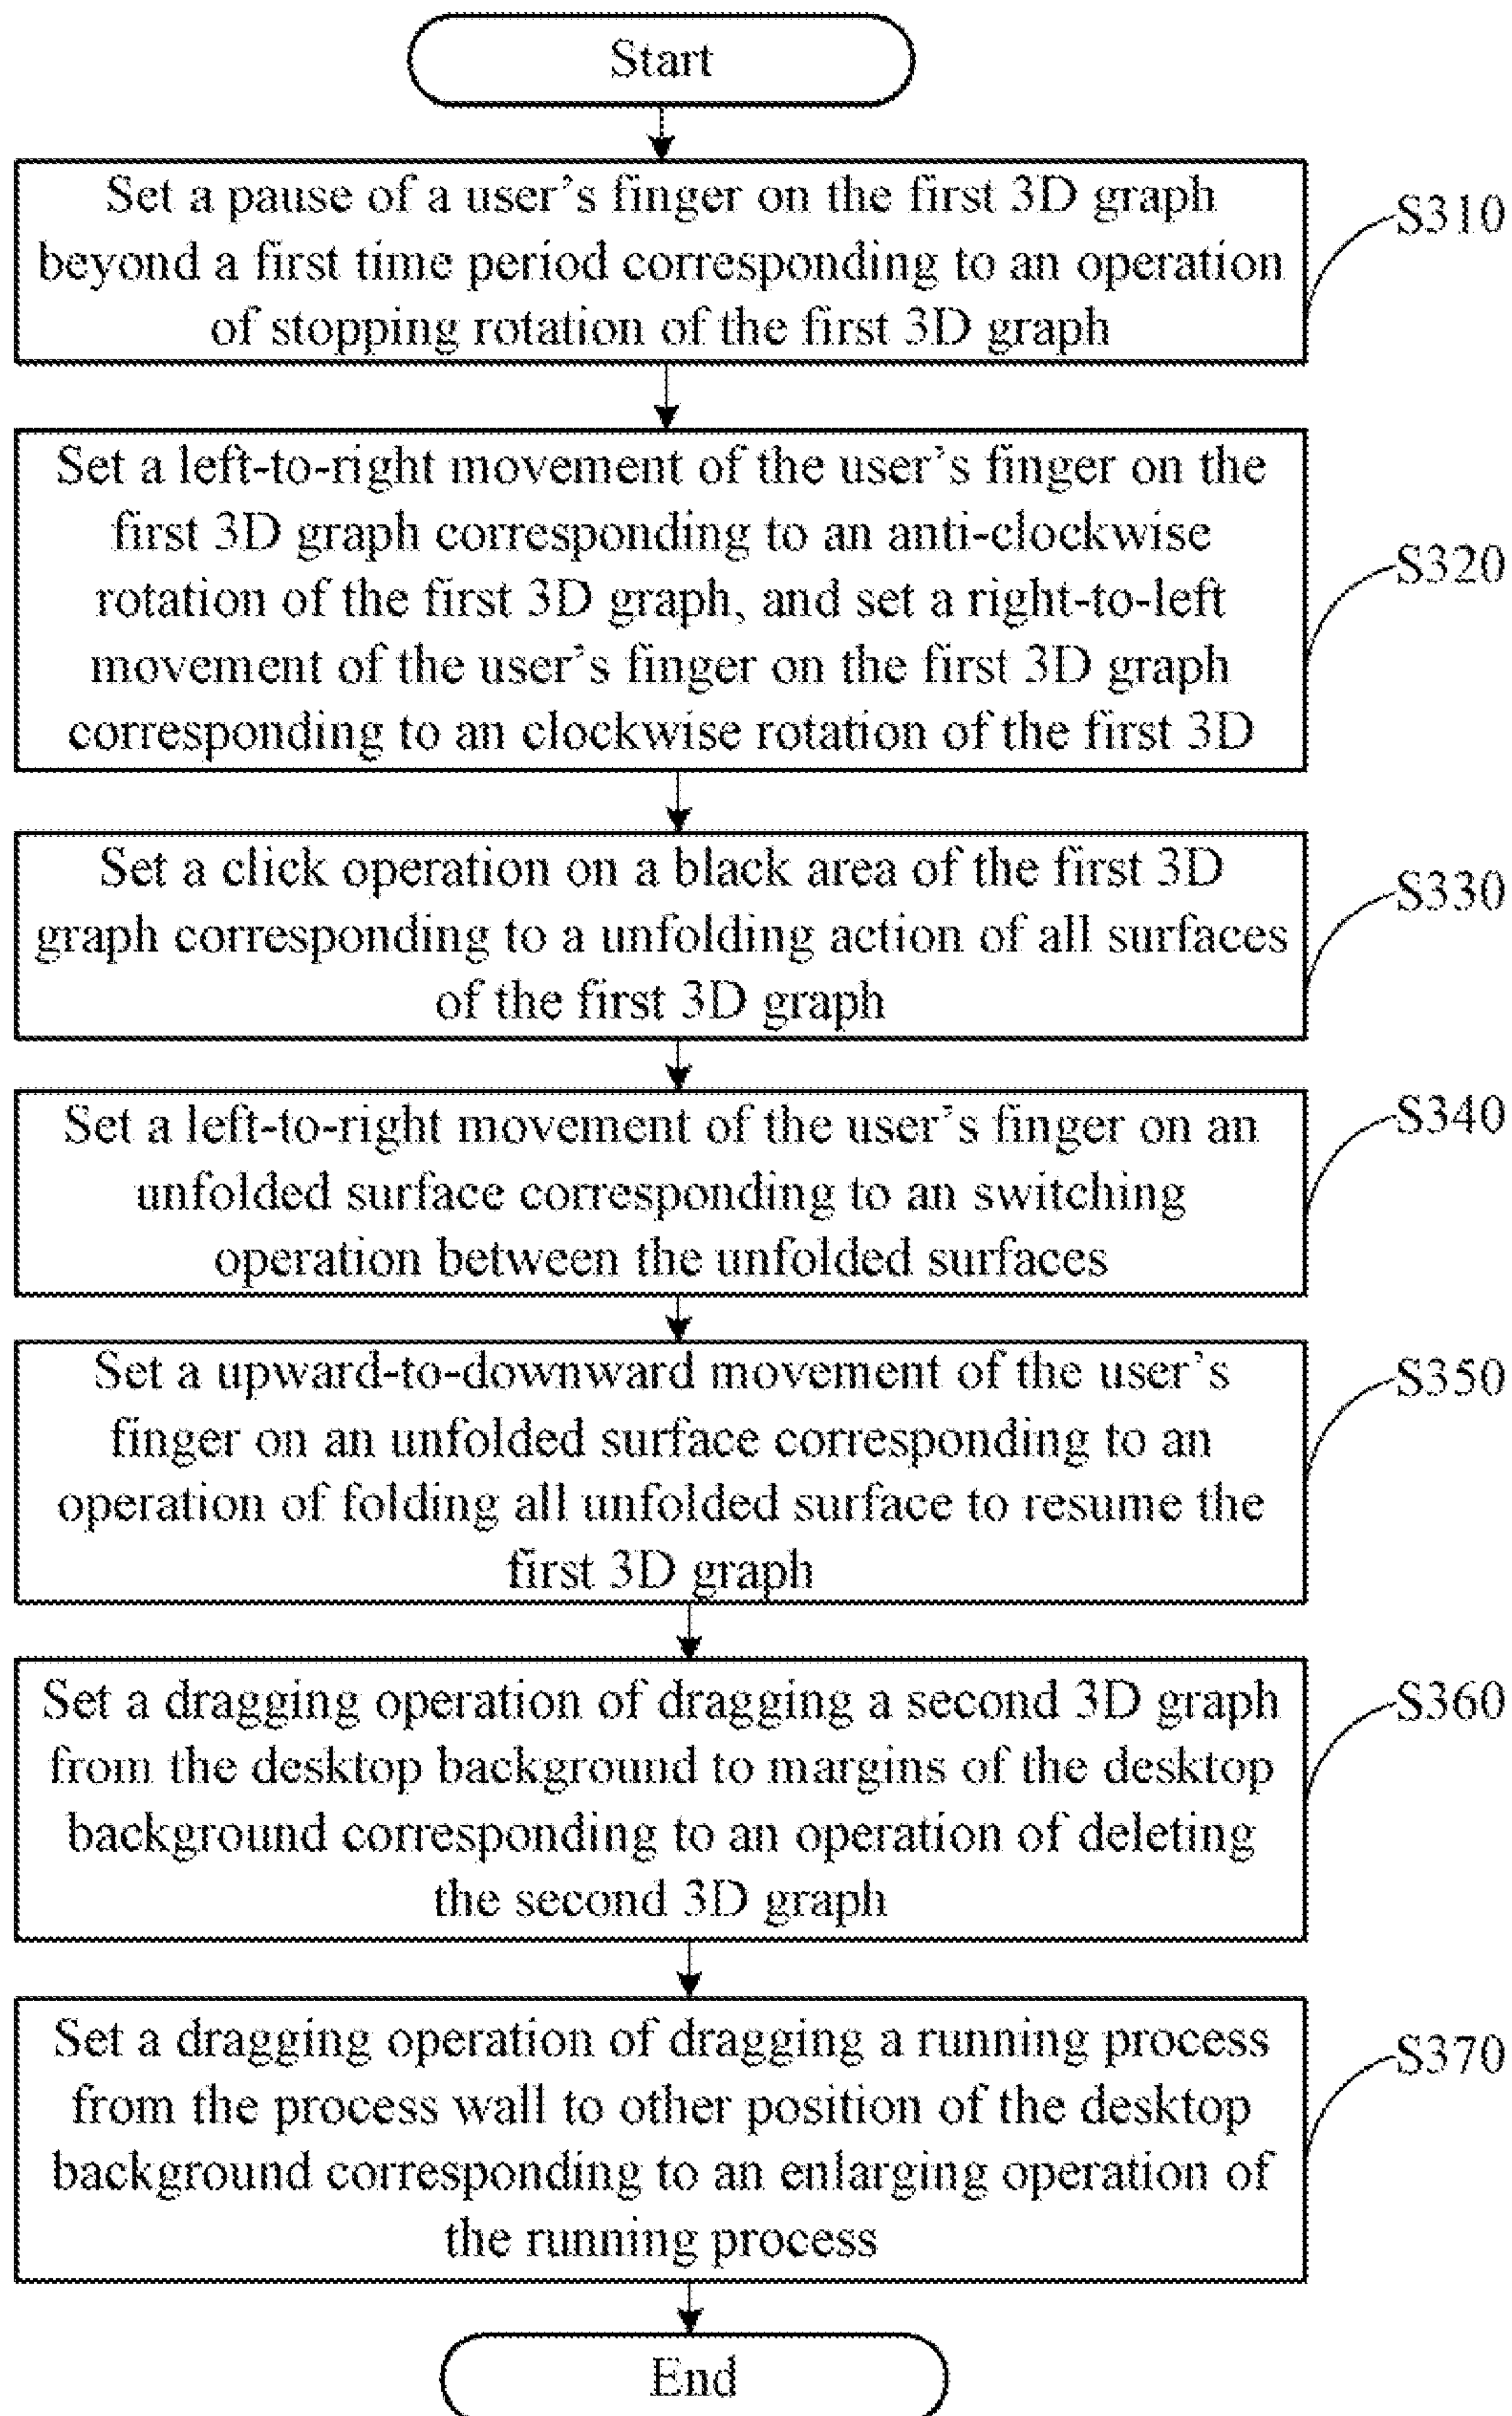 Start
Set a pause of a user's finger on the first 3D graph
beyond a first time period corresponding to an operation
of stopping rotation of the first 3D graph
S310
Set a left-to-right movement of the user's finger on the
first 3D graph corresponding to an anti-clockwise
rotation of the first 3D graph, and set a right-to-left
movement of the user's finger on the first 3D graph
corresponding to an clockwise rotation of the first 3D
S320
Set a click operation on a black area of the first 3D
graph corresponding to a unfolding action of all surfaces
of the first 3D graph
S330
Set a left-to-right movement of the user's finger on an
unfolded surface corresponding to an switching
operation between the unfolded surfaces
S340
Set a upward-to-downward movement of the user's
finger on an unfolded surface corresponding to an
operation of folding all unfolded surface to resume the
first 3D graph
S350
Set a dragging operation of dragging a second 3D graph
from the desktop background to margins of the desktop
background corresponding to an operation of deleting
the second 3D graph
S360
Set a dragging operation of dragging a running process
from the process wall to other position of the desktop
background corresponding to an enlarging operation of
the running process
S370
End